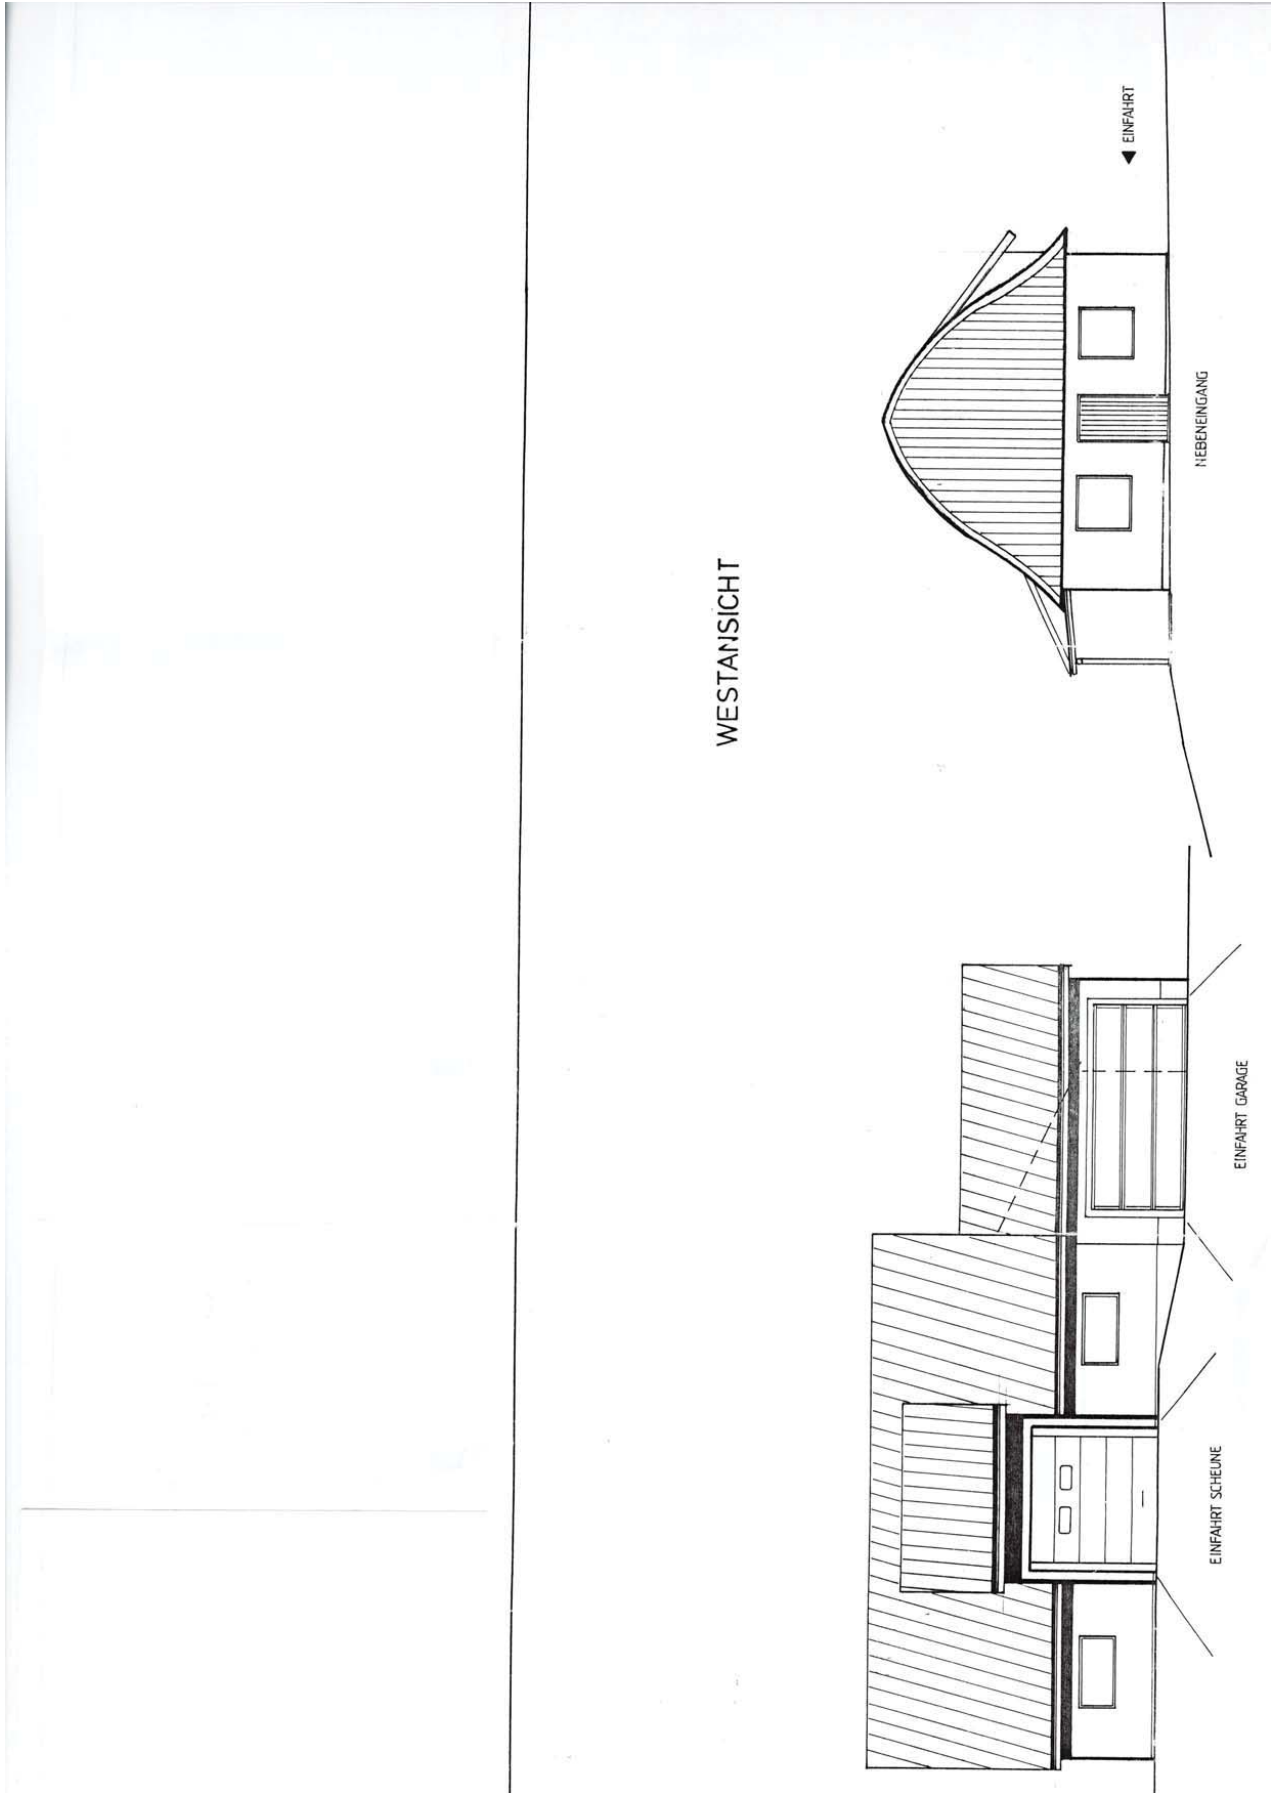 WESTANSICHT
◀ EINFAHRT
NEBENEINGANG
EINFAHRT SCHEUNE
EINFAHRT GARAGE